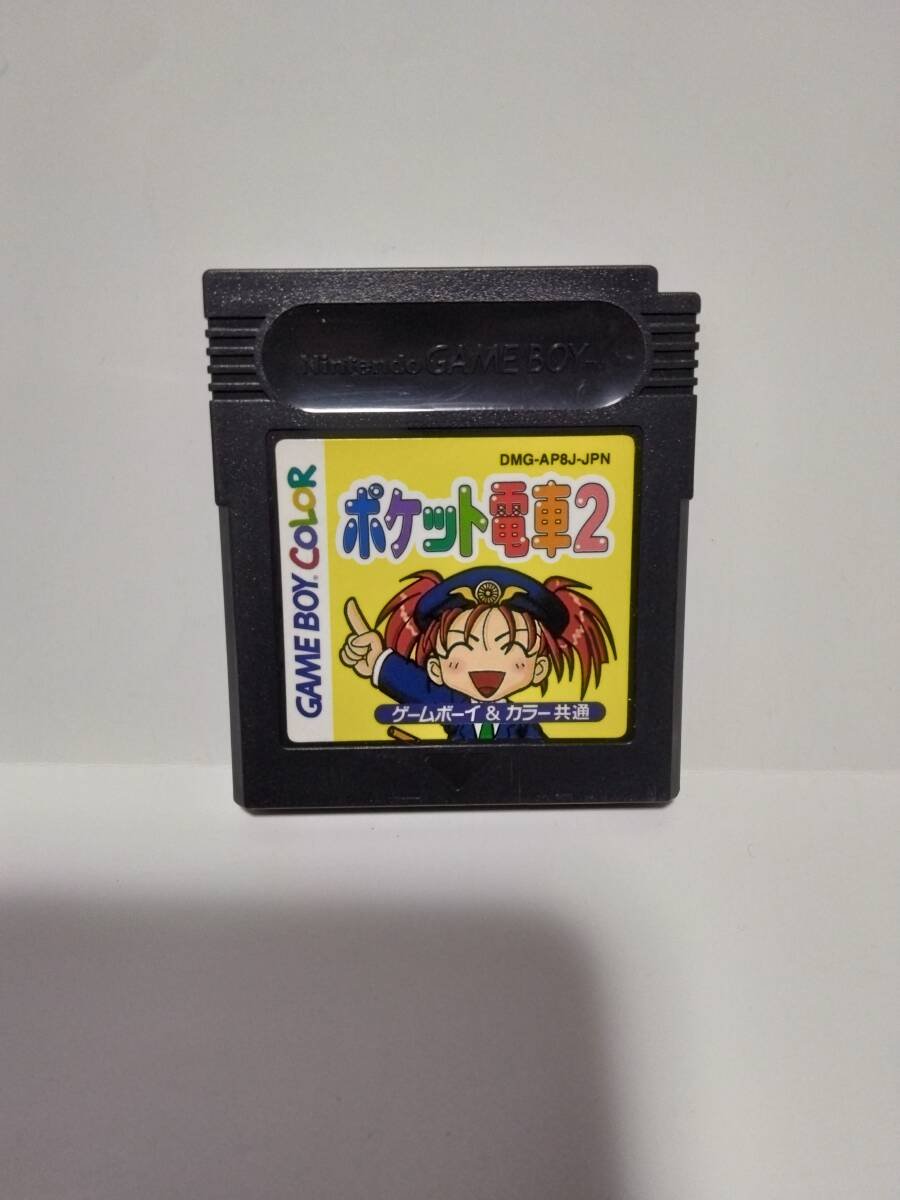 Nintendo GAME BOY
DMG-AP8J-JPN
ポケット電車2
GAME BOY COLOR
ゲームボーイ & カラー共通